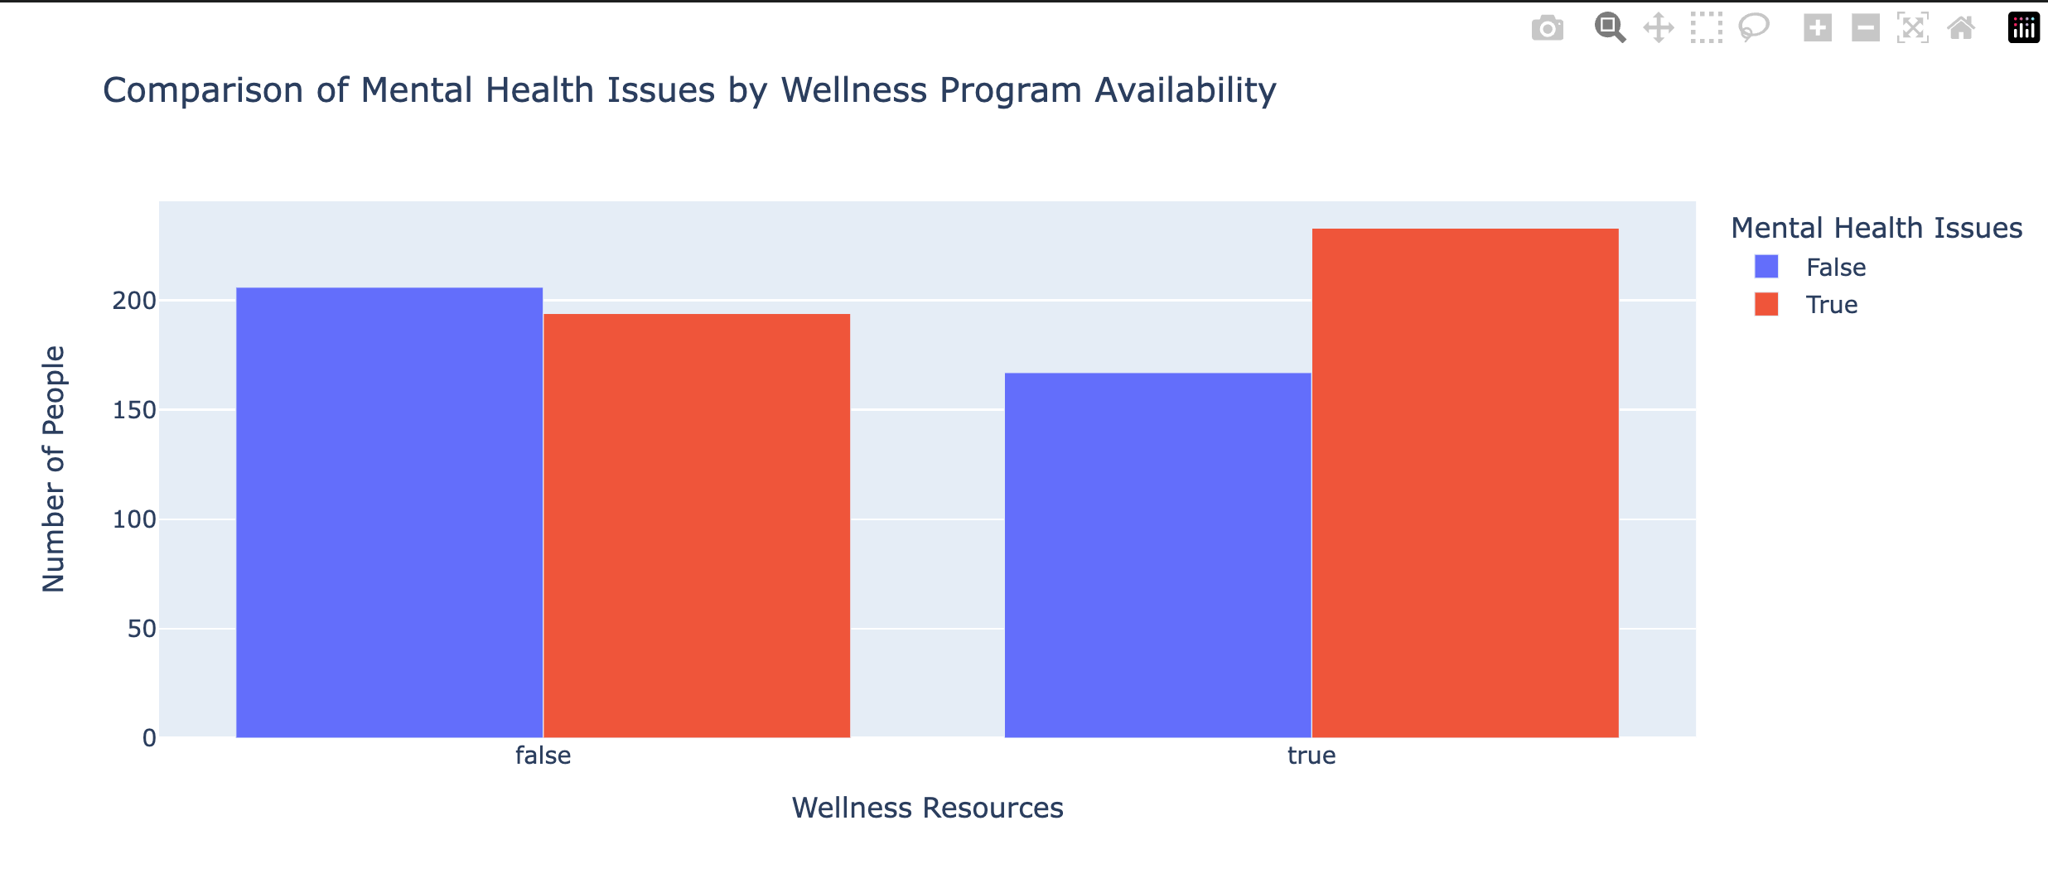 Comparison of Mental Health Issues by Wellness Program Availability
Number of People
200
150
100
50
0
false
true
Wellness Resources
Mental Health Issues
False
True